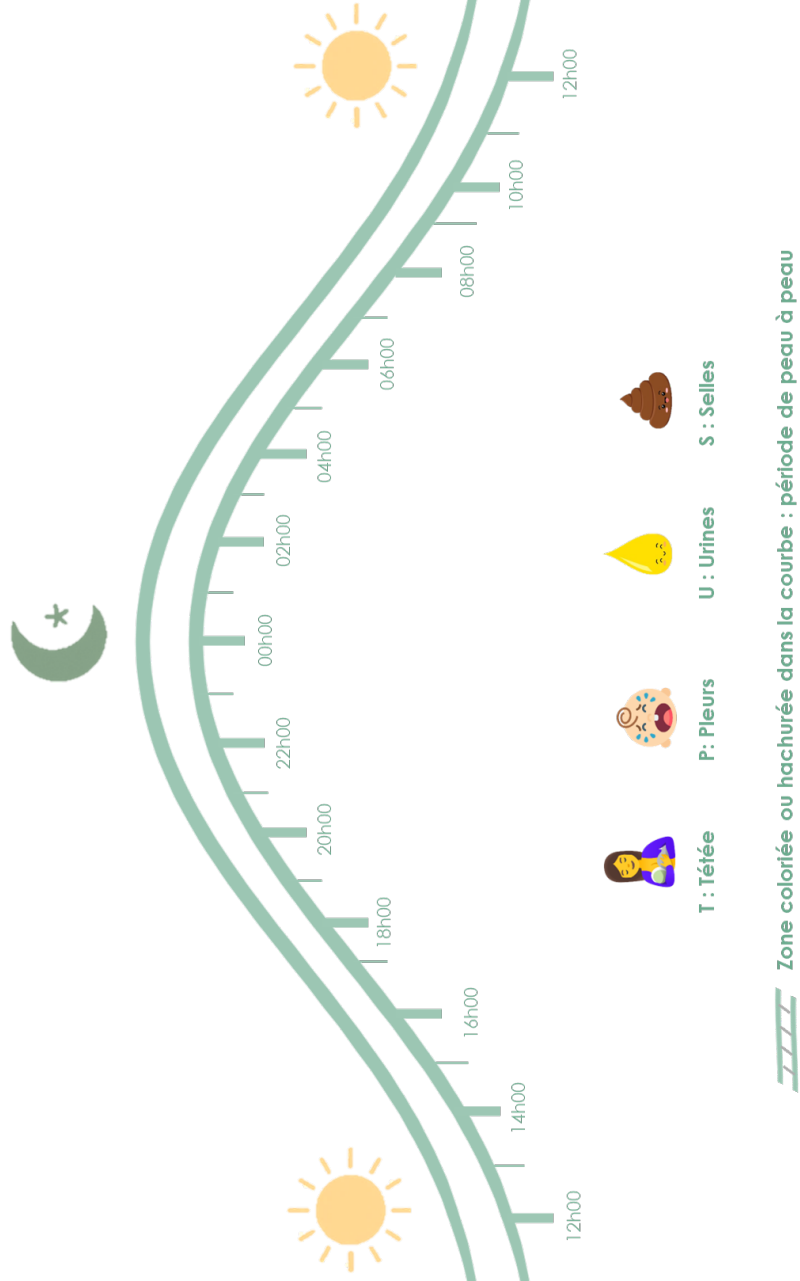 12h00
14h00
16h00
18h00
20h00
22h00
00h00
02h00
04h00
06h00
08h00
10h00
12h00
T : Tétée
P: Pleurs
U : Urines
S : Selles
Zone coloriée ou hachurée dans la courbe : période de peau à peau